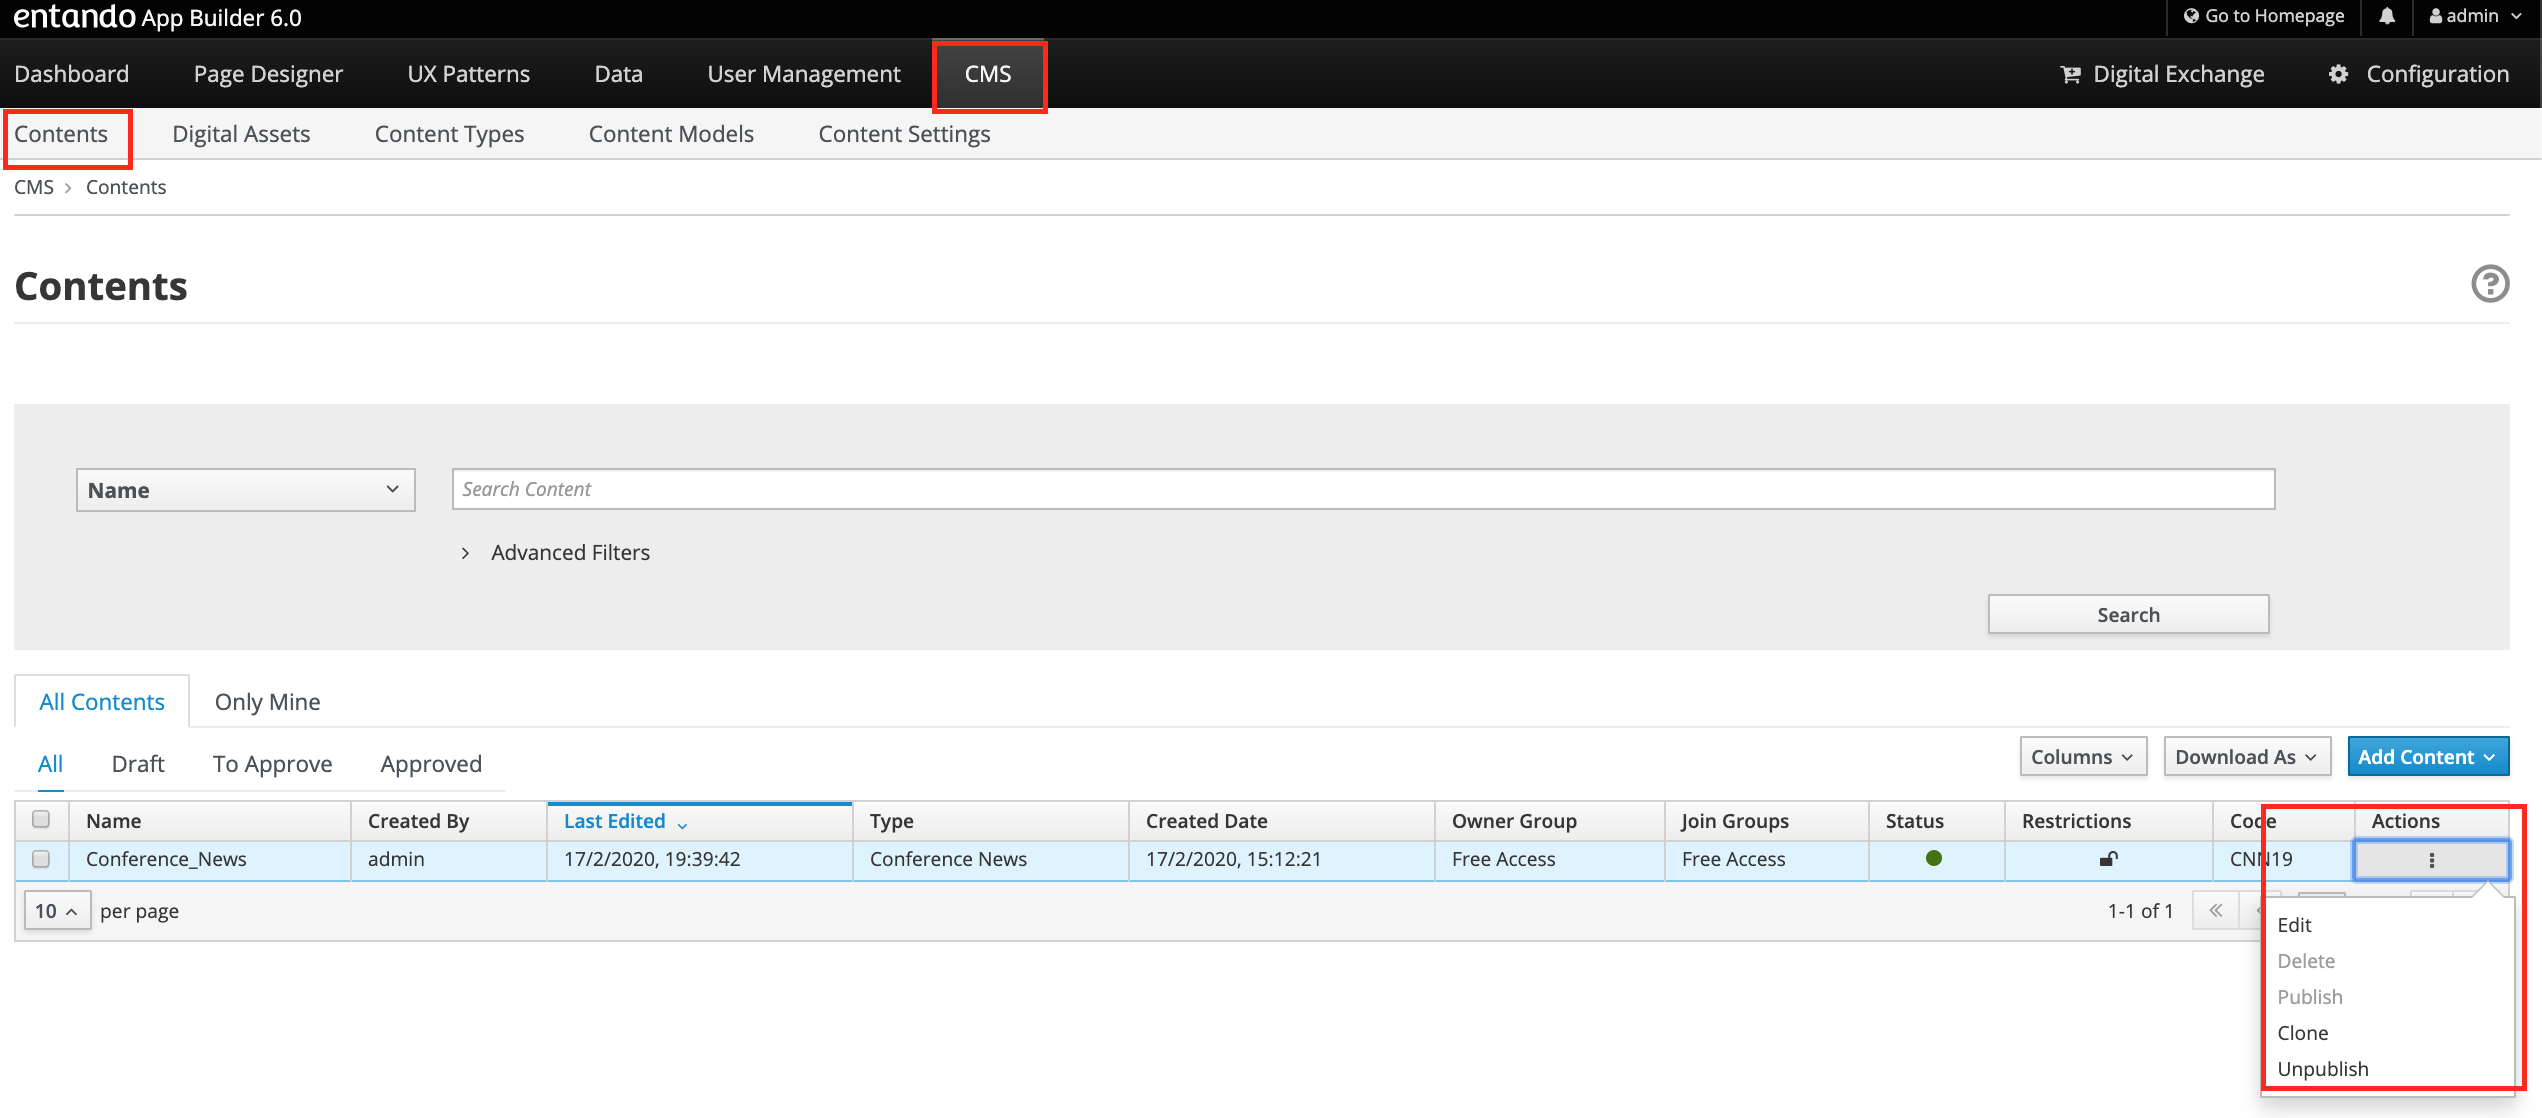 entando App Builder 6.0 Go to Homepage admin
Dashboard Page Designer UX Patterns Data User Management CMS Digital Exchange Configuration
Contents Digital Assets Content Types Content Models Content Settings
CMS > Contents
Contents
Name Search Content
> Advanced Filters
Search
All Contents Only Mine
All Draft To Approve Approved Columns Download As Add Content
Name Created By Last Edited Type Created Date Owner Group Join Groups Status Restrictions Code Actions
Conference_News admin 17/2/2020, 19:39:42 Conference News 17/2/2020, 15:12:21 Free Access Free Access CNN19
10 per page 1-1 of 1 «
Edit
Delete
Publish
Clone
Unpublish